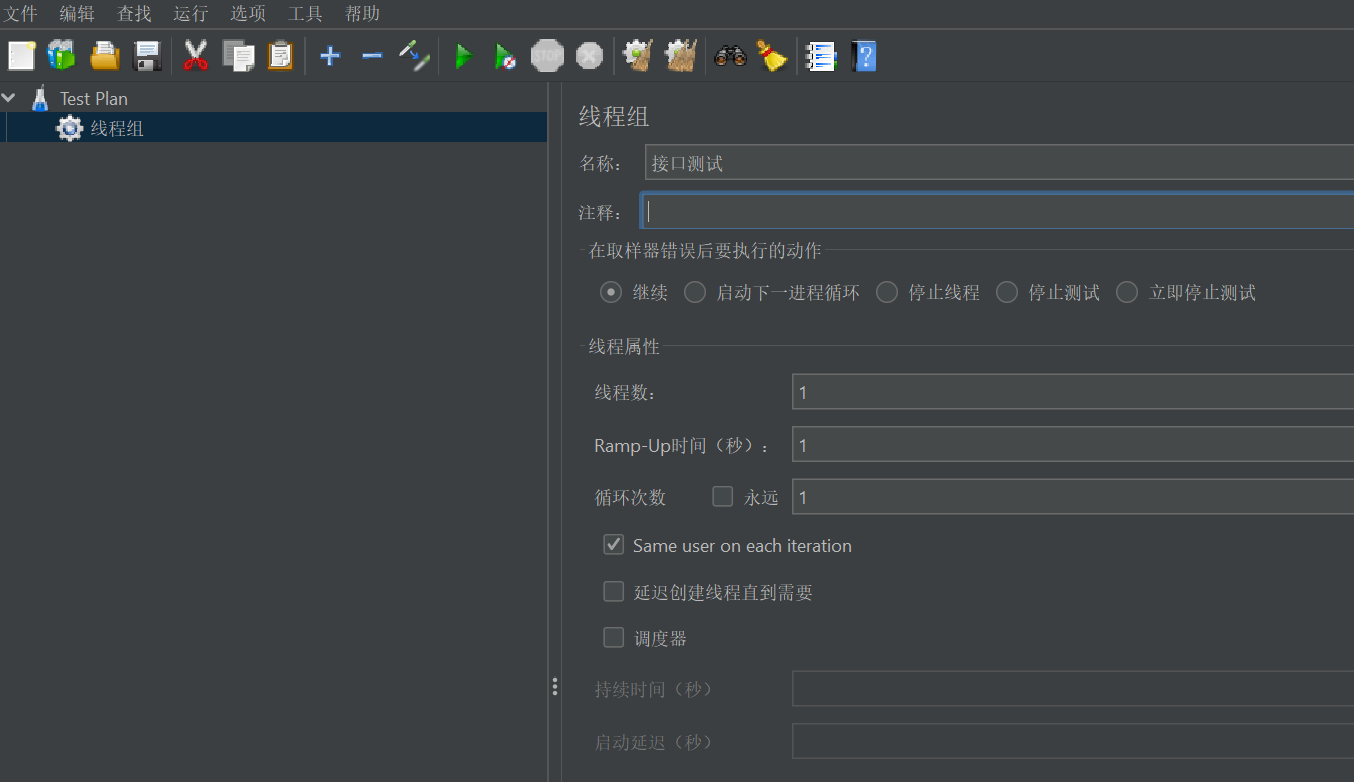 文件 编辑 查找 运行 选项 工具 帮助
STOP
Test Plan
线程组
线程组
名称： 接口测试
注释：
在取样器错误后要执行的动作
继续 启动下一进程循环 停止线程 停止测试 立即停止测试
线程属性
线程数： 1
Ramp-Up时间（秒）： 1
循环次数 永远 1
Same user on each iteration
延迟创建线程直到需要
调度器
持续时间（秒）
启动延迟（秒）